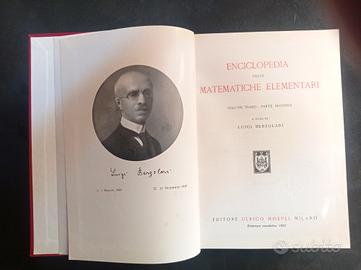 Luigi Berzolari
ENCICLOPEDIA
DELLE
MATEMATICHE ELEMENTARI
VOLUME TERZO - PARTE SECONDA
A CURA DI
LUIGI BERZOLARI
EDITORE ULRICO HOEPLI MILANO
subito